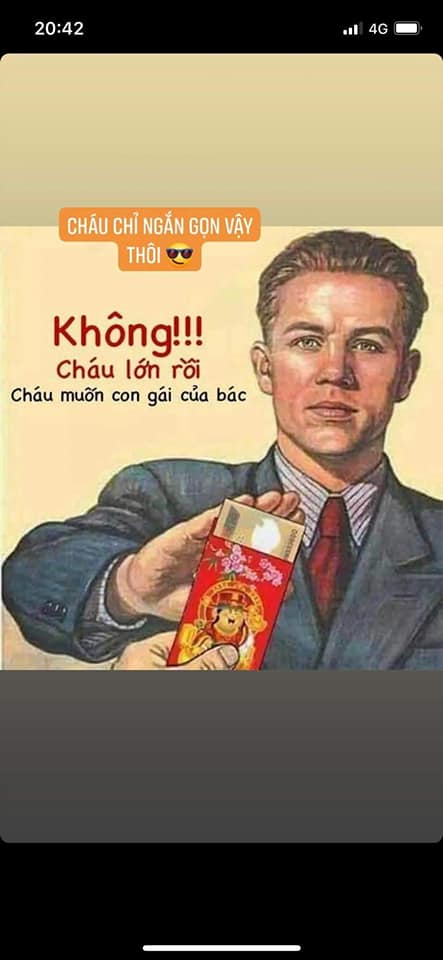 20:42
4G
CHÁU CHỈ NGẮN GỌN VẬY
THÔI 😎
Không!!!
Cháu lớn rồi
Cháu muốn con gái của bác